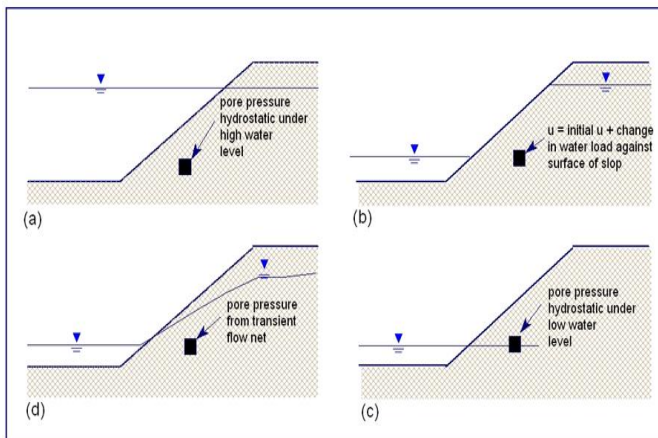 pore pressure
hydrostatic under
high water
level
(a)
u = initial u + change
in water load against
surface of slop
(b)
pore pressure
from transient
flow net
(d)
pore pressure
hydrostatic under
low water
level
(c)